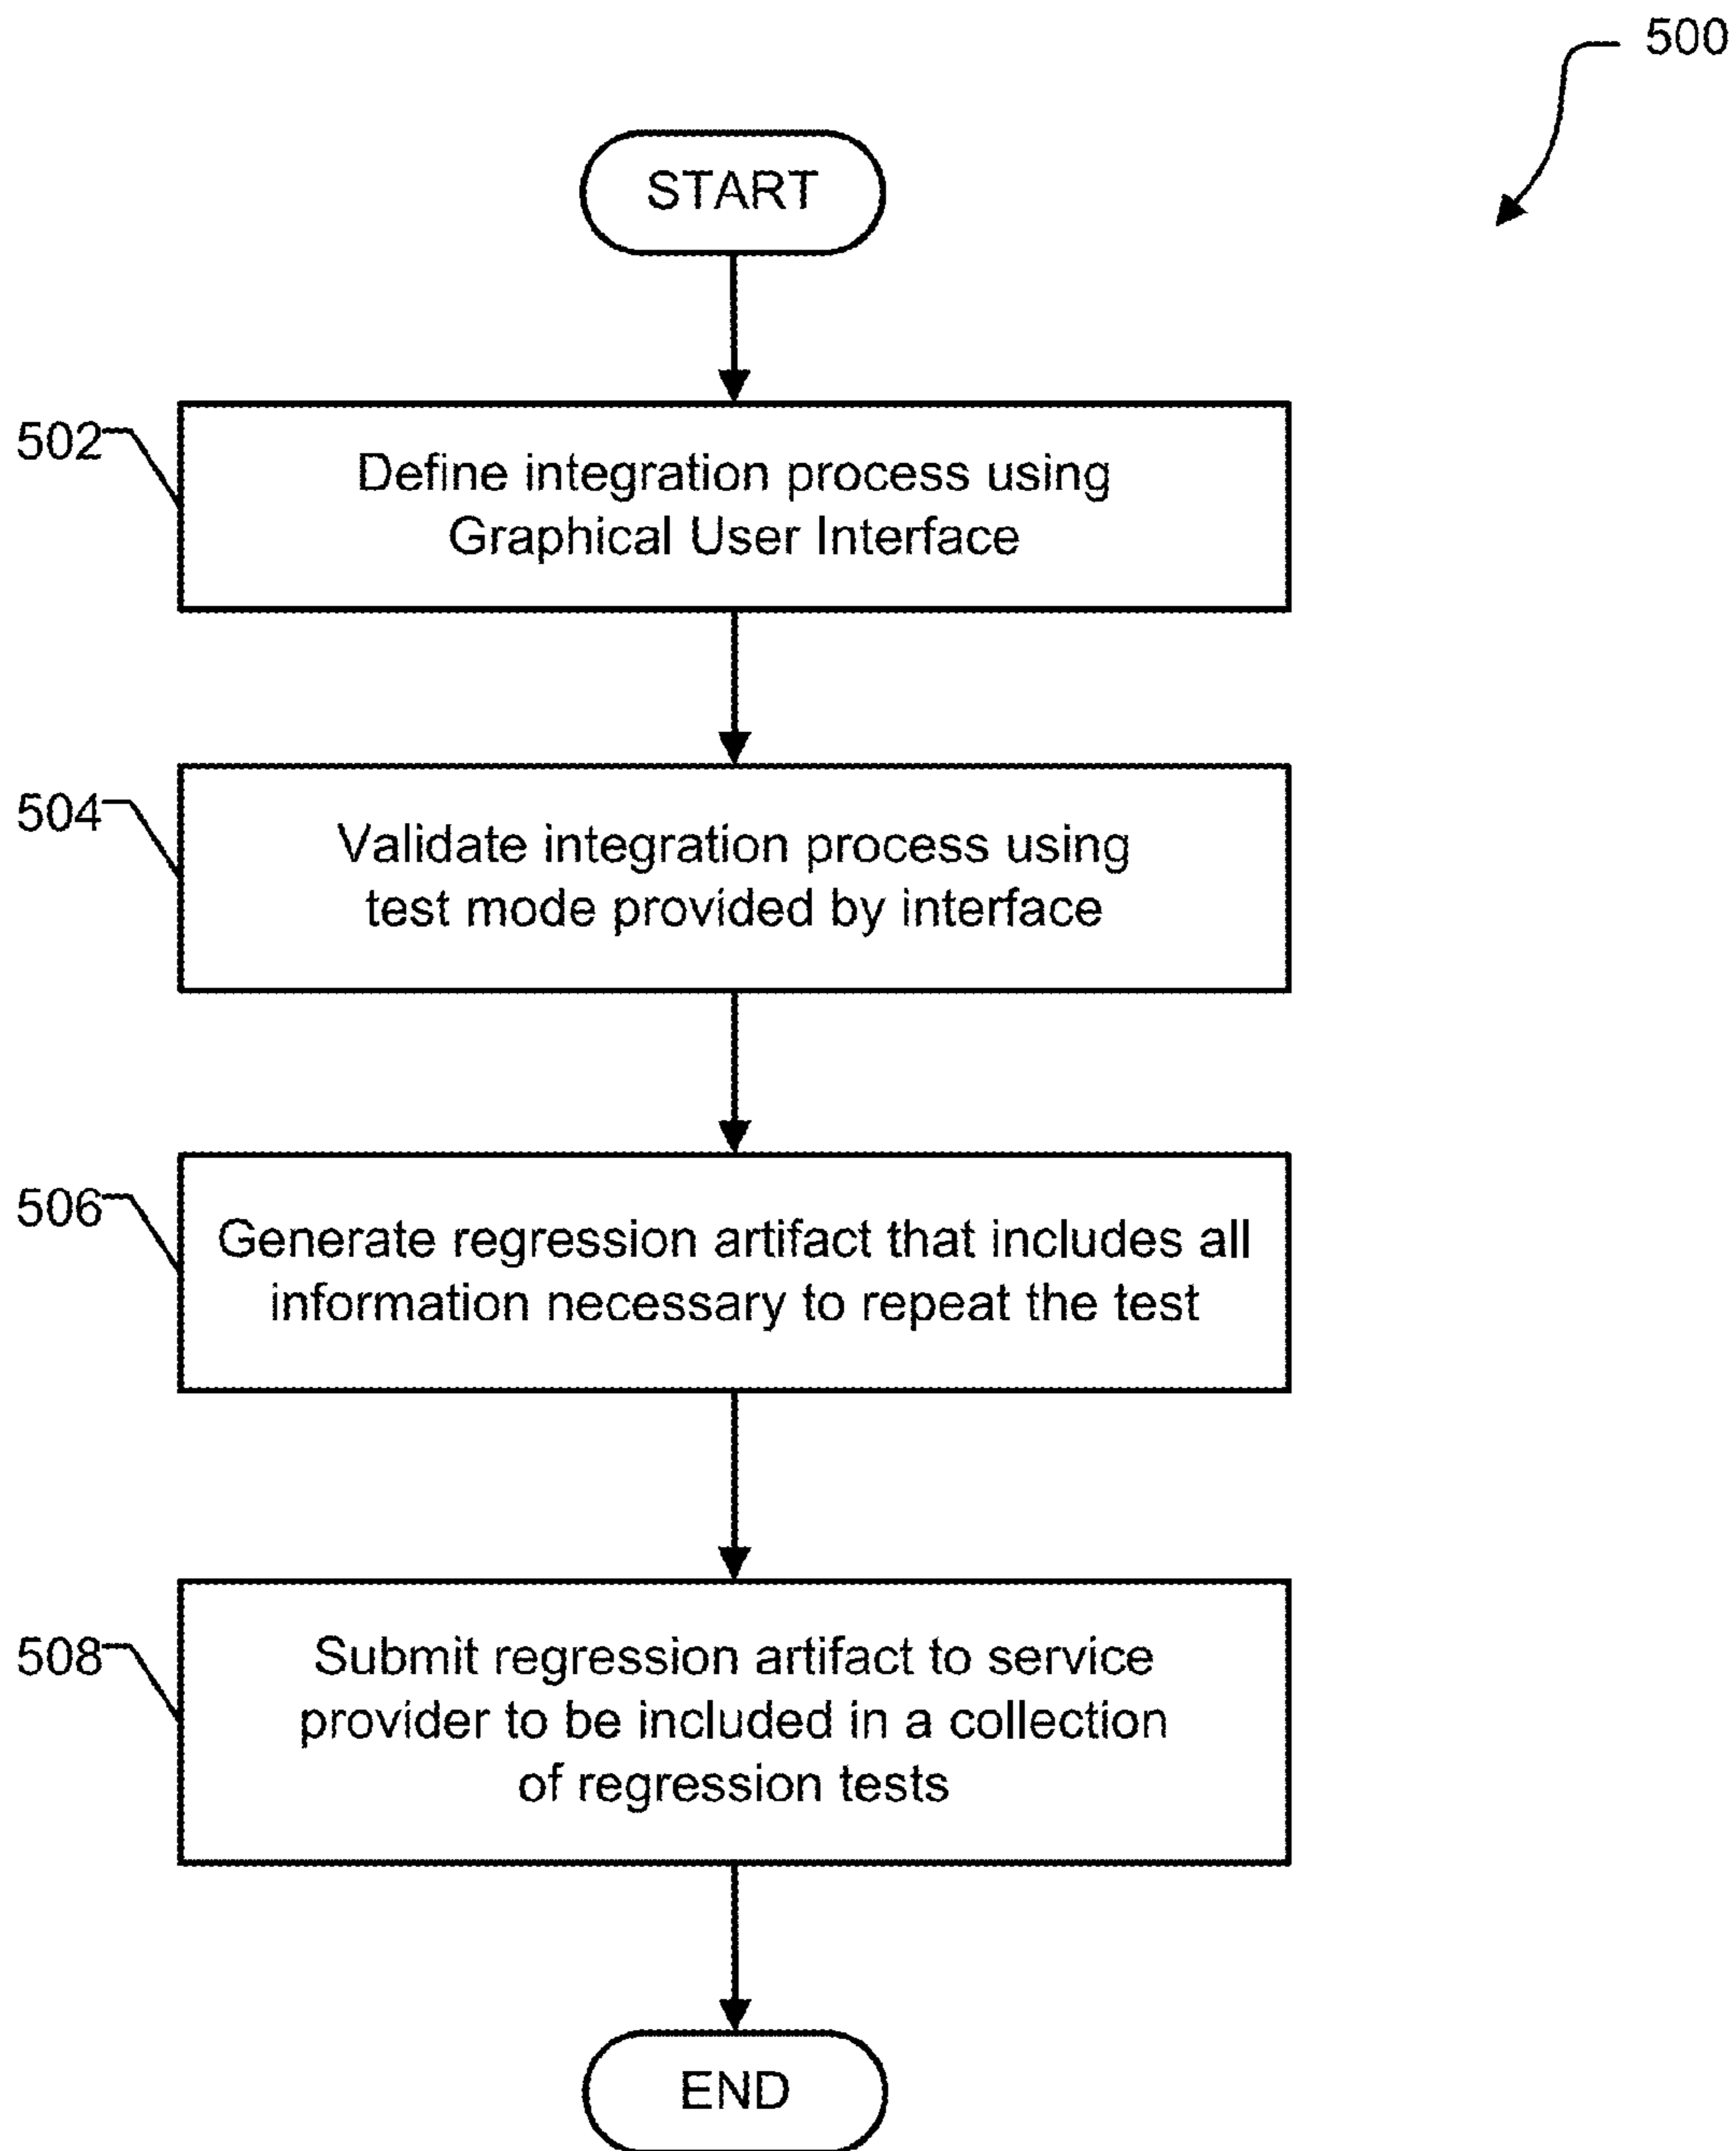 500
START
502
Define integration process using
Graphical User Interface
504
Validate integration process using
test mode provided by interface
506
Generate regression artifact that includes all
information necessary to repeat the test
508
Submit regression artifact to service
provider to be included in a collection
of regression tests
END